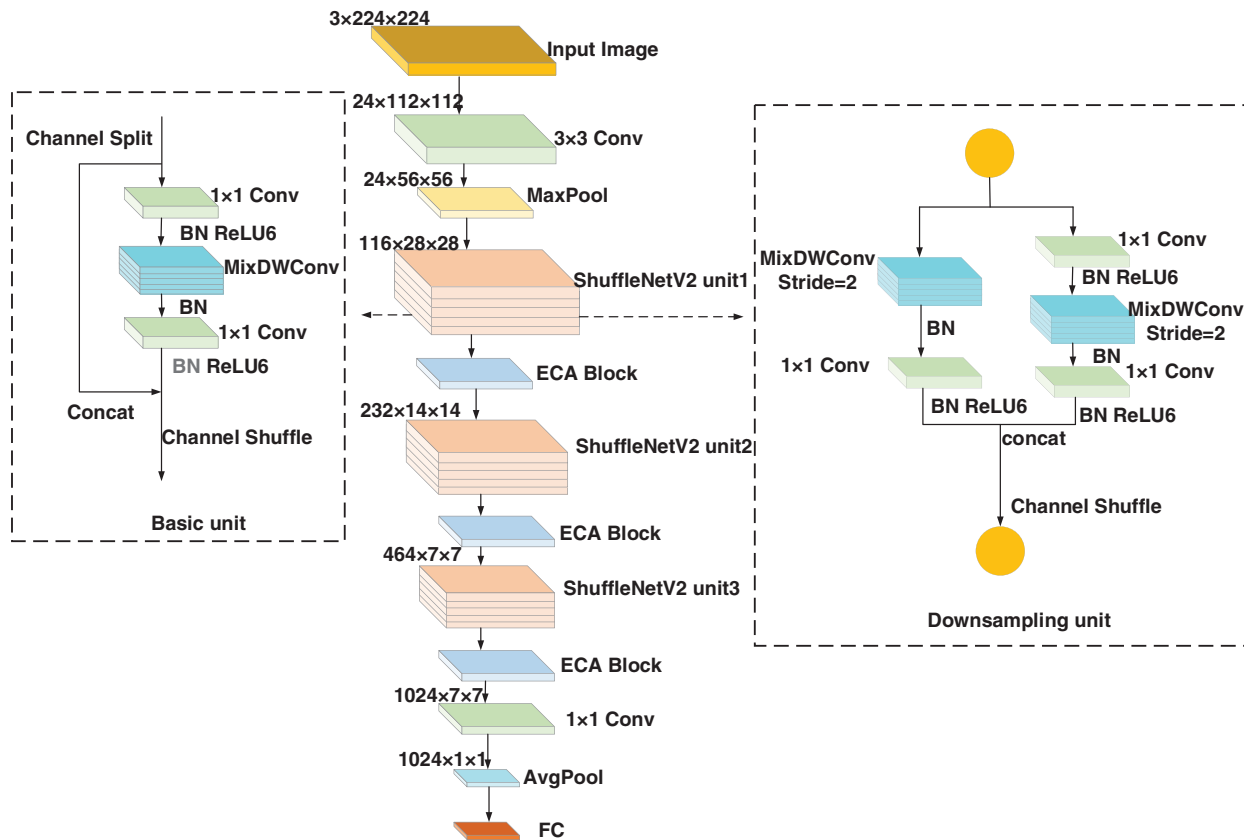 3×224×224
Input Image
24×112×112
3×3 Conv
24×56×56
MaxPool
116×28×28
ShuffleNetV2 unit1
ECA Block
232×14×14
ShuffleNetV2 unit2
ECA Block
464×7×7
ShuffleNetV2 unit3
ECA Block
1024×7×7
1×1 Conv
1024×1×1
AvgPool
FC
Channel Split
1×1 Conv
BN ReLU6
MixDWConv
BN
1×1 Conv
BN ReLU6
Concat
Channel Shuffle
Basic unit
MixDWConv
Stride=2
BN
1×1 Conv
BN ReLU6
1×1 Conv
BN ReLU6
MixDWConv
Stride=2
BN
1×1 Conv
BN ReLU6
concat
Channel Shuffle
Downsampling unit